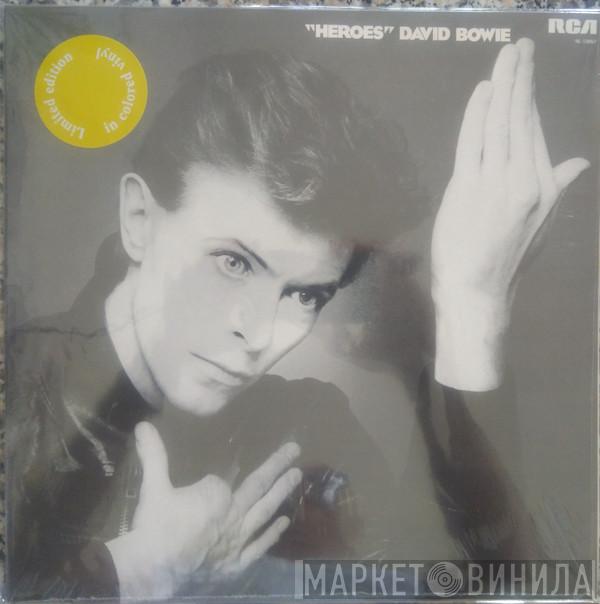 "HEROES" DAVID BOWIE
RCA
Limited edition
in colored vinyl
МАРКЕТ ВИНИЛА